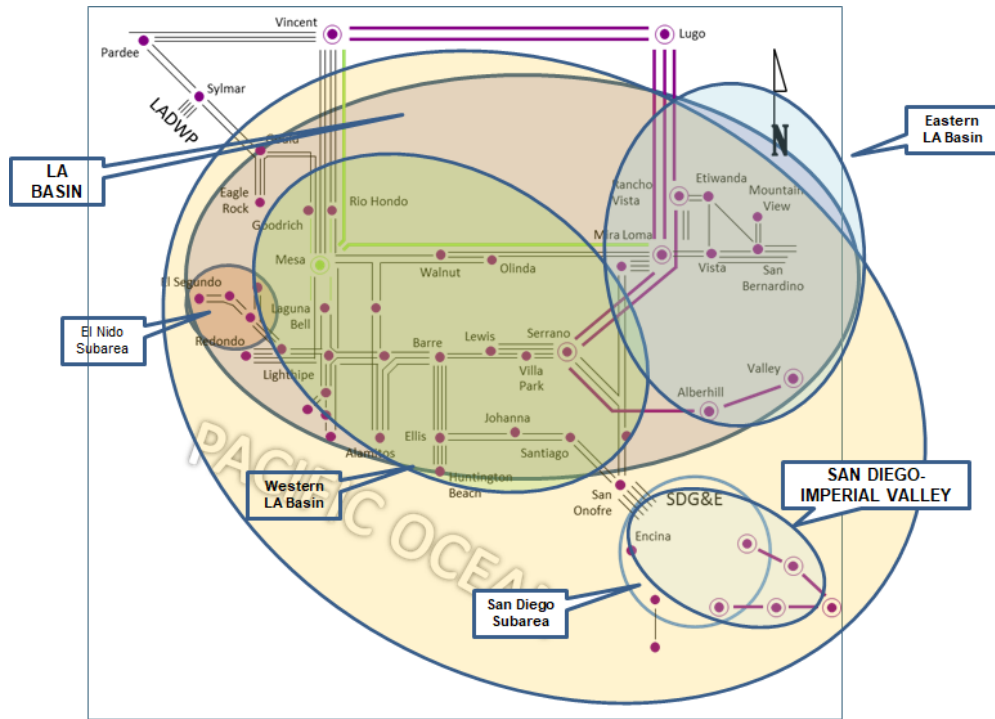 Vincent
Lugo
Pardee
Sylmar
LADWP
N
Eastern
LA Basin
LA
BASIN
Gould
Eagle
Rock
Goodrich
Rio Hondo
Rancho
Vista
Etiwanda
Mountain
View
Mesa
Mira Loma
Walnut
Olinda
Vista
San
Bernardino
El Segundo
Laguna
Bell
El Nido
Subarea
Redondo
Lighthipe
Barre
Lewis
Serrano
Villa
Park
Alberhill
Valley
Johanna
Alamitos
Ellis
Santiago
PACIFIC OCEAN
Western
LA Basin
Huntington
Beach
San
Onofre
SDG&E
SAN DIEGO-
IMPERIAL VALLEY
Encina
San Diego
Subarea